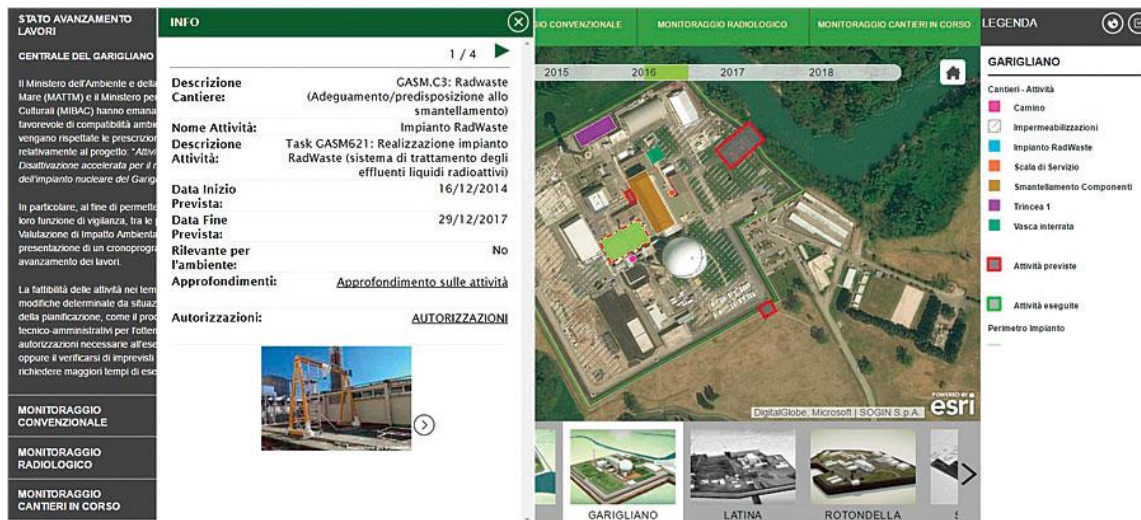 STATO AVANZAMENTO
LAVORI
CENTRALE DEL GARIGLIANO
Il Ministero dell'Ambiente e della
Mare (MATTM) e il Ministero per
Culturali (MIBAC) hanno emana
favorevole di compatibilità ambie
vengano rispettate le prescrizion
relativamente al progetto: "Attivi
Disattivazione accelerata per il r
dell'impianto nucleare del Garigl
In particolare, al fine di permette
loro funzione di vigilanza, tra le p
Valutazione di Impatto Ambienta
presentazione di un cronoprogra
avanzamento dei lavori.
La fattibilità delle attività nei tem
modifiche determinate da situaz
della pianificazione, come il proc
tecnico-amministrativi per l'otten
autorizzazioni necessarie all'ese
oppure il verificarsi di imprevisti
richiedere maggiori tempi di ese
MONITORAGGIO
CONVENZIONALE
MONITORAGGIO
RADIOLOGICO
MONITORAGGIO
CANTIERI IN CORSO
INFO
1 / 4
Descrizione Cantiere: GASM.C3: Radwaste
(Adeguamento/predisposizione allo
smantellamento)
Nome Attività: Impianto RadWaste
Descrizione Attività: Task GASM621: Realizzazione impianto
RadWaste (sistema di trattamento degli
effluenti liquidi radioattivi)
Data Inizio Prevista: 16/12/2014
Data Fine Prevista: 29/12/2017
Rilevante per l'ambiente: No
Approfondimenti: Approfondimento sulle attività
Autorizzazioni: AUTORIZZAZIONI
GIO CONVENZIONALE
MONITORAGGIO RADIOLOGICO
MONITORAGGIO CANTIERI IN CORSO
2015 2016 2017 2018
DigitalGlobe, Microsoft | SOGIN S.p.A.
POWERED BY
esri
GARIGLIANO
LATINA
ROTONDELLA
S
LEGENDA
GARIGLIANO
Cantieri - Attività
Camino
Impermeabilizzazioni
Impianto RadWaste
Scala di Servizio
Smantellamento Componenti
Trincea 1
Vasca interrata
Attività previste
Attività eseguite
Perimetro Impianto